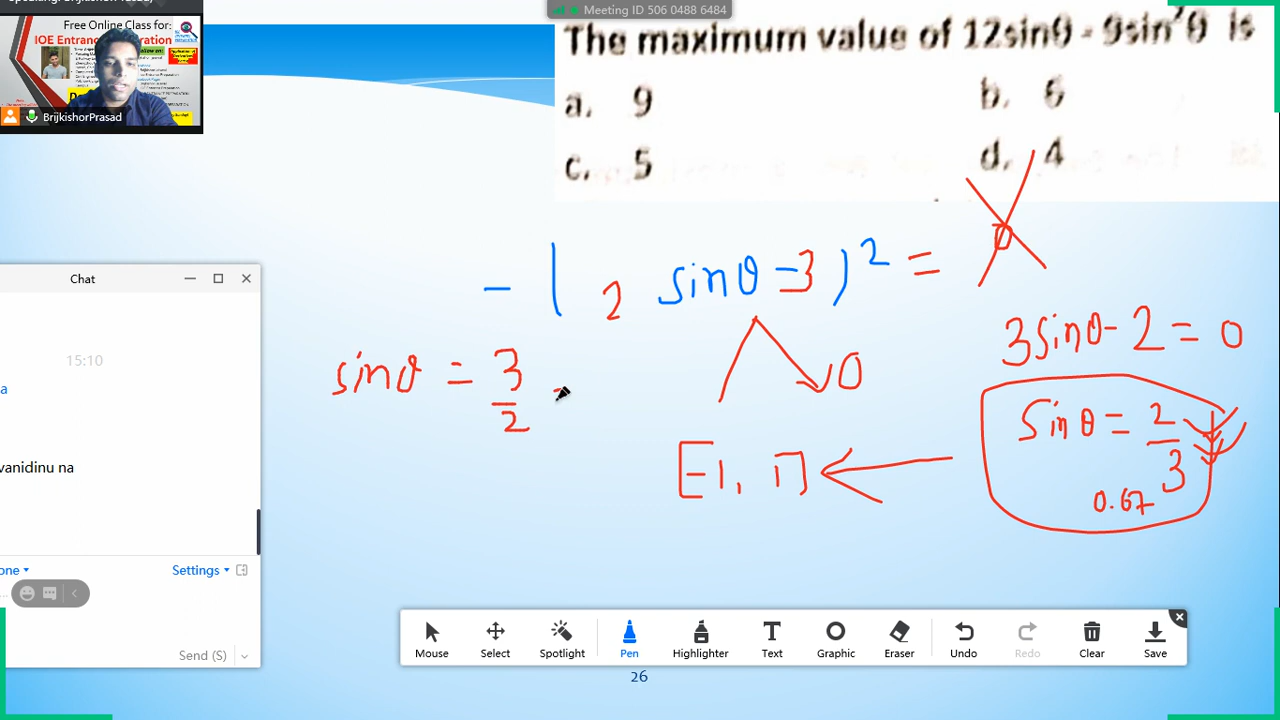 Meeting ID 506 0488 6484
Free Online Class for:
BrijkishorPrasad
The maximum value of 12sinθ - 9sin²θ is
a. 9
b. 6
c. 5
d. 4
- ( 2 sinθ - 3 )² = 0
3sinθ - 2 = 0
sinθ = 3/2 -
0
Sinθ = 2/3
0.67
[-1, 1]
Chat
15:10
a
vanidinu na
one
Settings
Send (S)
Mouse
Select
Spotlight
Pen
Highlighter
Text
Graphic
Eraser
Undo
Redo
Clear
Save
26